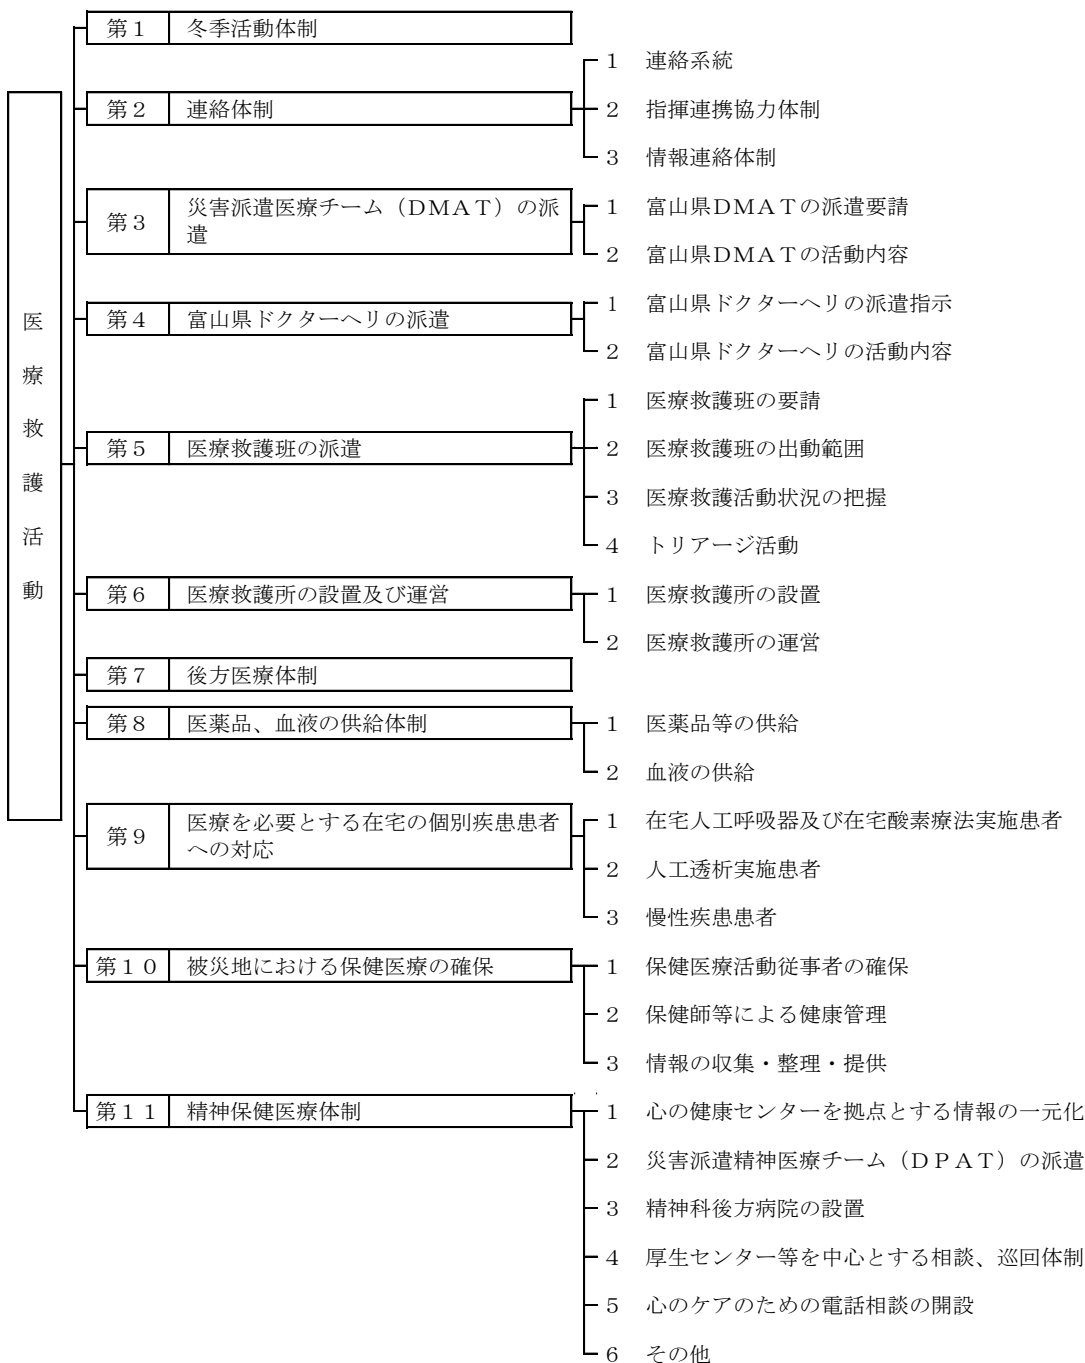 医療救護活動
第１ 冬季活動体制
第２ 連絡体制
１ 連絡系統
２ 指揮連携協力体制
３ 情報連絡体制
第３ 災害派遣医療チーム（ＤＭＡＴ）の派
遣
１ 富山県ＤＭＡＴの派遣要請
２ 富山県ＤＭＡＴの活動内容
第４ 富山県ドクターヘリの派遣
１ 富山県ドクターヘリの派遣指示
２ 富山県ドクターヘリの活動内容
第５ 医療救護班の派遣
１ 医療救護班の要請
２ 医療救護班の出動範囲
３ 医療救護活動状況の把握
４ トリアージ活動
第６ 医療救護所の設置及び運営
１ 医療救護所の設置
２ 医療救護所の運営
第７ 後方医療体制
第８ 医薬品、血液の供給体制
１ 医薬品等の供給
２ 血液の供給
第９ 医療を必要とする在宅の個別疾患患者
への対応
１ 在宅人工呼吸器及び在宅酸素療法実施患者
２ 人工透析実施患者
３ 慢性疾患患者
第１０ 被災地における保健医療の確保
１ 保健医療活動従事者の確保
２ 保健師等による健康管理
３ 情報の収集・整理・提供
第１１ 精神保健医療体制
１ 心の健康センターを拠点とする情報の一元化
２ 災害派遣精神医療チーム（ＤＰＡＴ）の派遣
３ 精神科後方病院の設置
４ 厚生センター等を中心とする相談、巡回体制
５ 心のケアのための電話相談の開設
６ その他